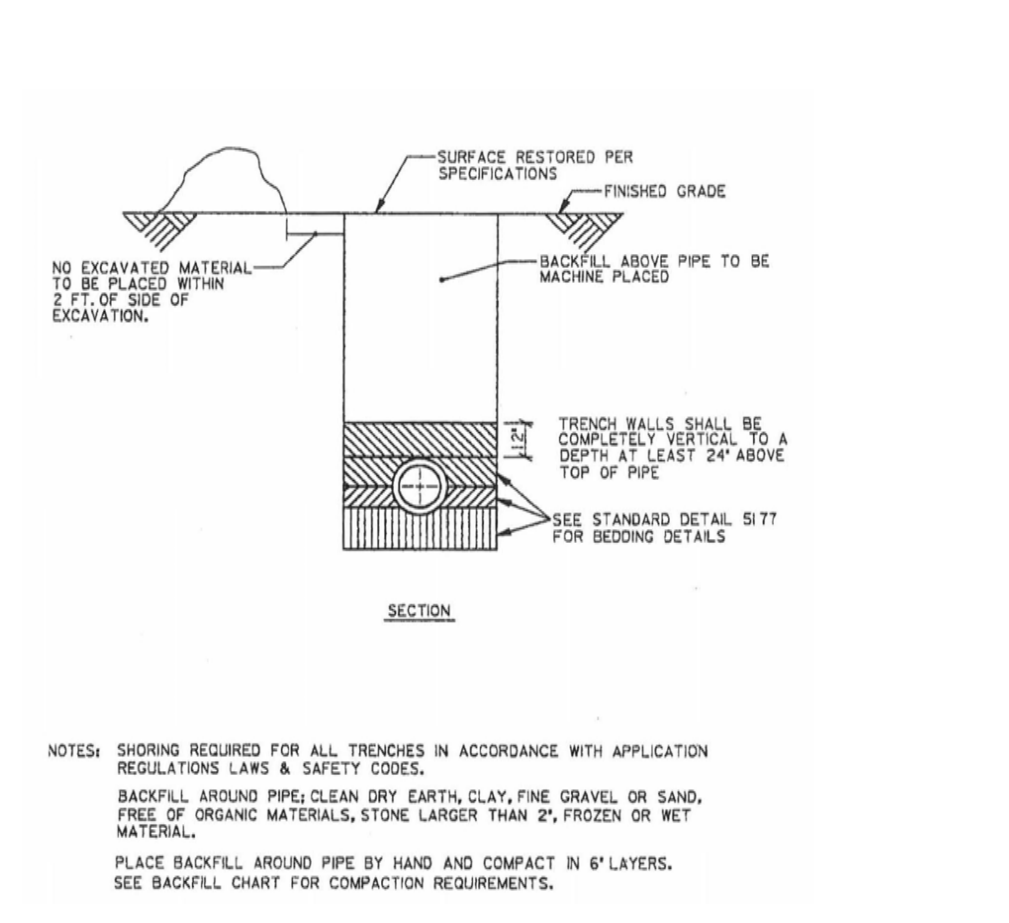 SURFACE RESTORED PER
SPECIFICATIONS
FINISHED GRADE
NO EXCAVATED MATERIAL
TO BE PLACED WITHIN
2 FT. OF SIDE OF
EXCAVATION.
BACKFILL ABOVE PIPE TO BE
MACHINE PLACED
12"
TRENCH WALLS SHALL BE
COMPLETELY VERTICAL TO A
DEPTH AT LEAST 24" ABOVE
TOP OF PIPE
SEE STANDARD DETAIL 5177
FOR BEDDING DETAILS
SECTION
NOTES: SHORING REQUIRED FOR ALL TRENCHES IN ACCORDANCE WITH APPLICATION
REGULATIONS LAWS & SAFETY CODES.
BACKFILL AROUND PIPE; CLEAN DRY EARTH, CLAY, FINE GRAVEL OR SAND,
FREE OF ORGANIC MATERIALS, STONE LARGER THAN 2", FROZEN OR WET
MATERIAL.
PLACE BACKFILL AROUND PIPE BY HAND AND COMPACT IN 6" LAYERS.
SEE BACKFILL CHART FOR COMPACTION REQUIREMENTS.